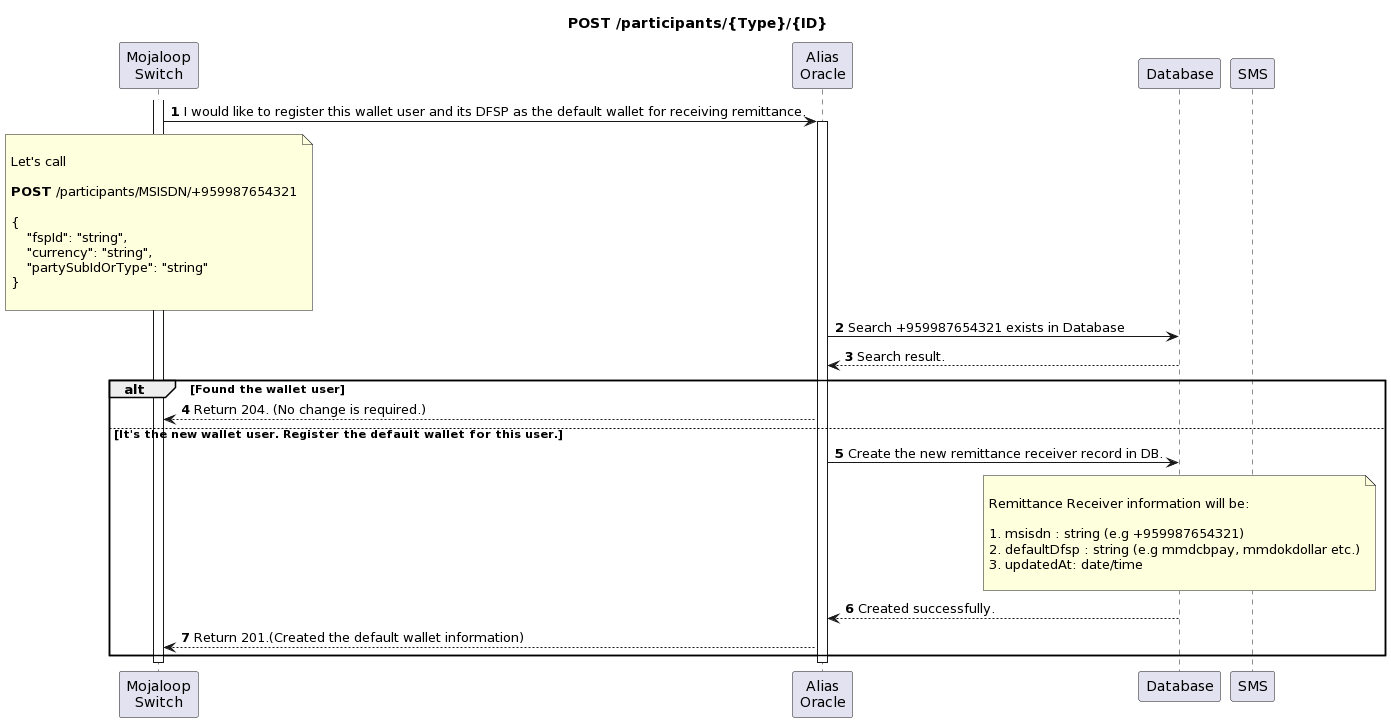 POST /participants/{Type}/{ID}
Mojaloop
Switch
Alias
Oracle
Database
SMS
1 I would like to register this wallet user and its DFSP as the default wallet for receiving remittance.
Let's call
POST /participants/MSISDN/+959987654321
{
"fspId": "string",
"currency": "string",
"partySubIdOrType": "string"
}
2 Search +959987654321 exists in Database
3 Search result.
alt [Found the wallet user]
4 Return 204. (No change is required.)
[It's the new wallet user. Register the default wallet for this user.]
5 Create the new remittance receiver record in DB.
Remittance Receiver information will be:
1. msisdn : string (e.g +959987654321)
2. defaultDfsp : string (e.g mmdcbpay, mmdokdollar etc.)
3. updatedAt: date/time
6 Created successfully.
7 Return 201.(Created the default wallet information)
Mojaloop
Switch
Alias
Oracle
Database
SMS